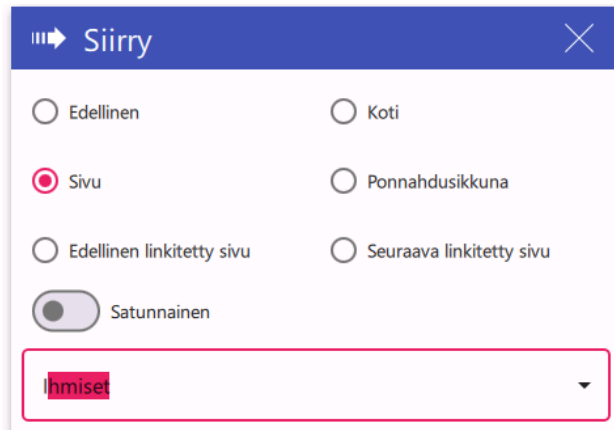 Siirry
Edellinen
Koti
Sivu
Ponnahdusikkuna
Edellinen linkitetty sivu
Seuraava linkitetty sivu
Satunnainen
Ihmiset